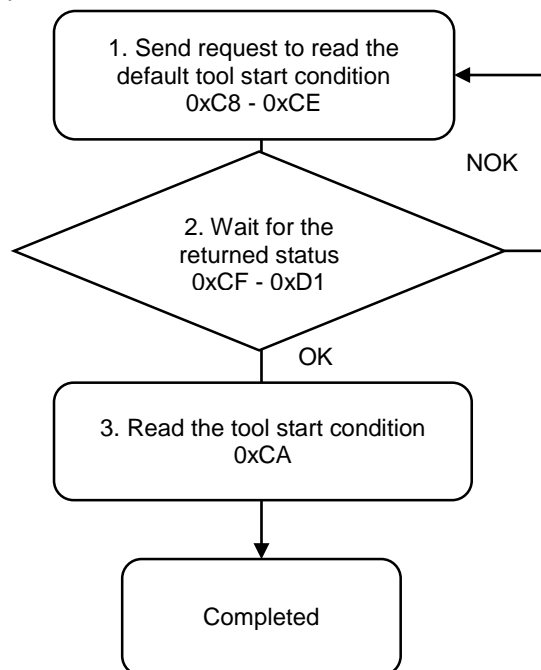 1. Send request to read the
default tool start condition
0xC8 - 0xCE
NOK
2. Wait for the
returned status
0xCF - 0xD1
OK
3. Read the tool start condition
0xCA
Completed